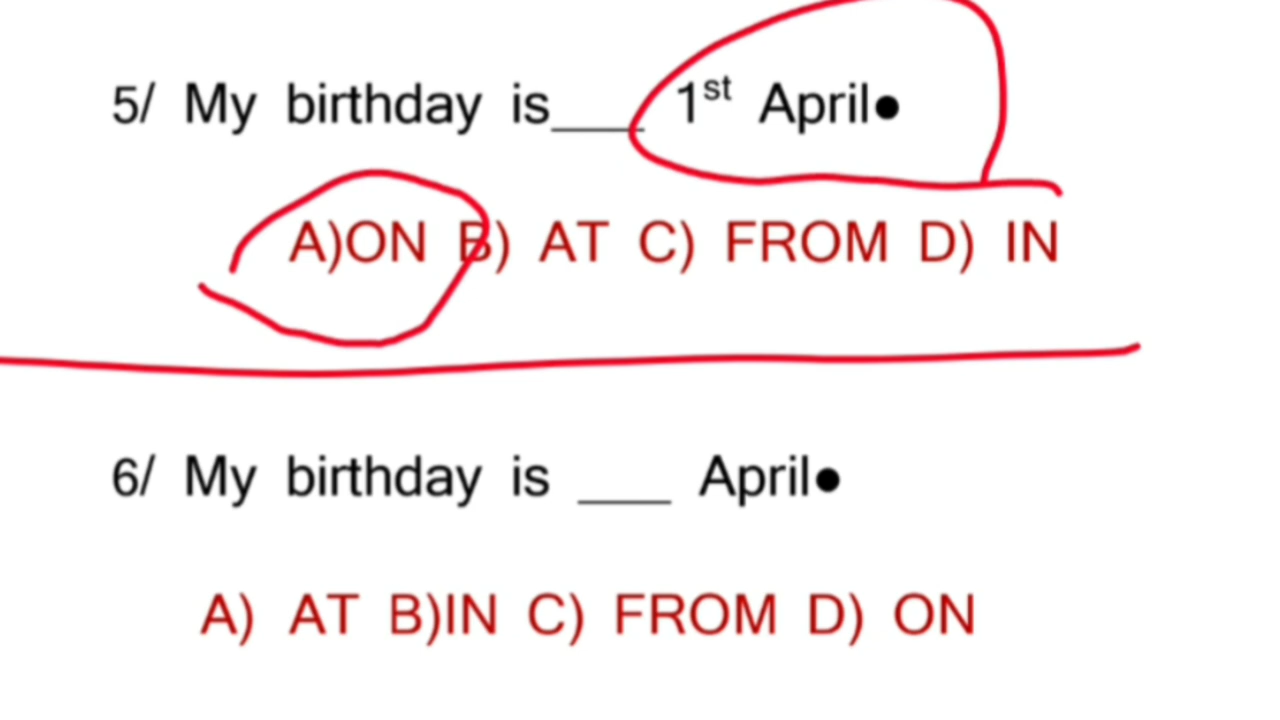 5/ My birthday is___ 1st April●
A)ON B) AT C) FROM D) IN
6/ My birthday is ___ April●
A) AT B)IN C) FROM D) ON